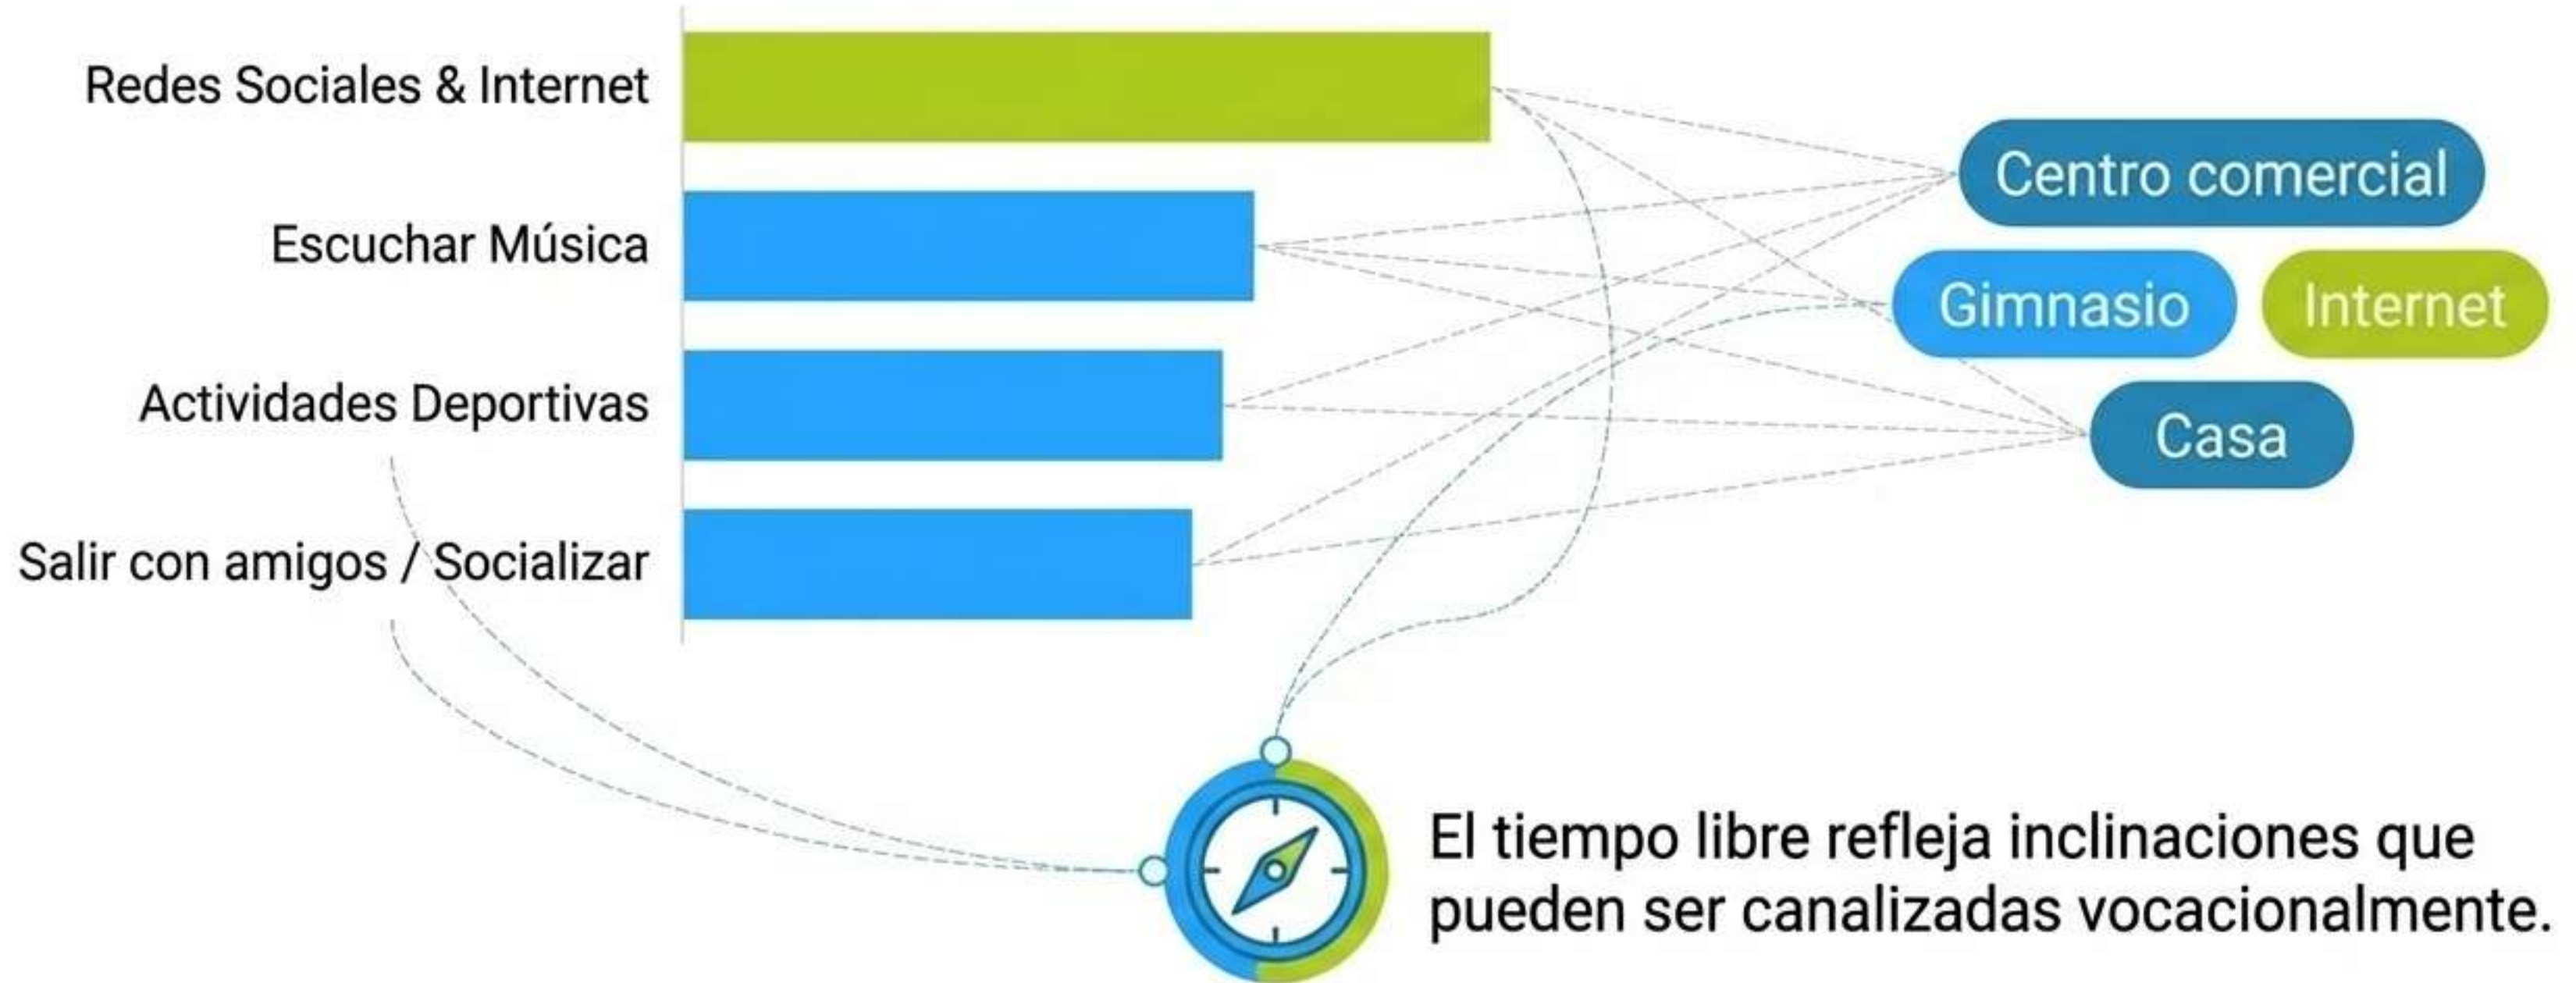 Redes Sociales & Internet
Escuchar Música
Actividades Deportivas
Salir con amigos / Socializar
Centro comercial
Gimnasio
Internet
Casa
El tiempo libre refleja inclinaciones que
pueden ser canalizadas vocacionalmente.